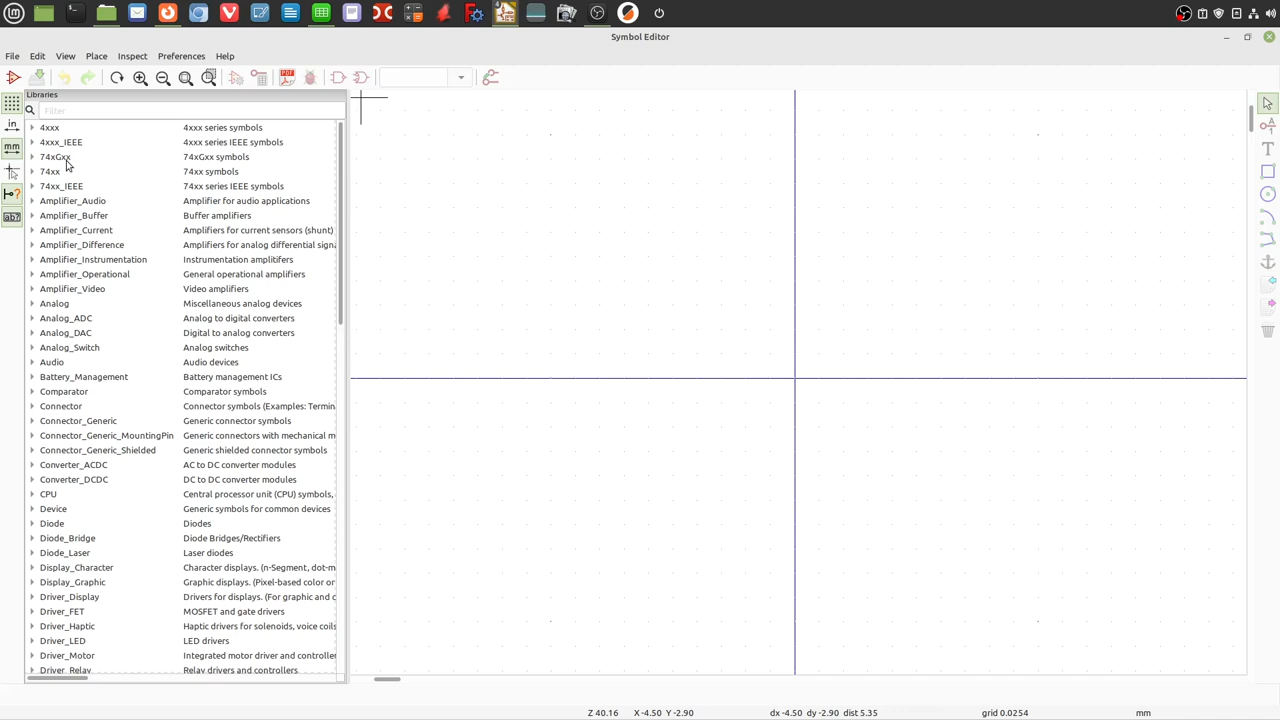 Symbol Editor
File Edit View Place Inspect Preferences Help
PDF
Libraries
Filter
in
mm
4xxx 4xxx series symbols
4xxx_IEEE 4xxx series IEEE symbols
74xGxx 74xGxx symbols
74xx 74xx symbols
74xx_IEEE 74xx series IEEE symbols
Amplifier_Audio Amplifier for audio applications
Amplifier_Buffer Buffer amplifiers
Amplifier_Current Amplifiers for current sensors (shunt)
Amplifier_Difference Amplifiers for analog differential signa
Amplifier_Instrumentation Instrumentation amplitifers
Amplifier_Operational General operational amplifiers
Amplifier_Video Video amplifiers
Analog Miscellaneous analog devices
Analog_ADC Analog to digital converters
Analog_DAC Digital to analog converters
Analog_Switch Analog switches
Audio Audio devices
Battery_Management Battery management ICs
Comparator Comparator symbols
Connector Connector symbols (Examples: Termin
Connector_Generic Generic connector symbols
Connector_Generic_MountingPin Generic connectors with mechanical m
Connector_Generic_Shielded Generic shielded connector symbols
Converter_ACDC AC to DC converter modules
Converter_DCDC DC to DC converter modules
CPU Central processor unit (CPU) symbols,
Device Generic symbols for common devices
Diode Diodes
Diode_Bridge Diode Bridges/Rectifiers
Diode_Laser Laser diodes
Display_Character Character displays. (n-Segment, dot-m
Display_Graphic Graphic displays. (Pixel-based color or
Driver_Display Drivers for displays. (For graphic and c
Driver_FET MOSFET and gate drivers
Driver_Haptic Haptic drivers for solenoids, voice coils
Driver_LED LED drivers
Driver_Motor Integrated motor driver and controlle
Driver_Relay Relay drivers and controllers
Z 40.16 X -4.50 Y -2.90 dx -4.50 dy -2.90 dist 5.35 grid 0.0254 mm